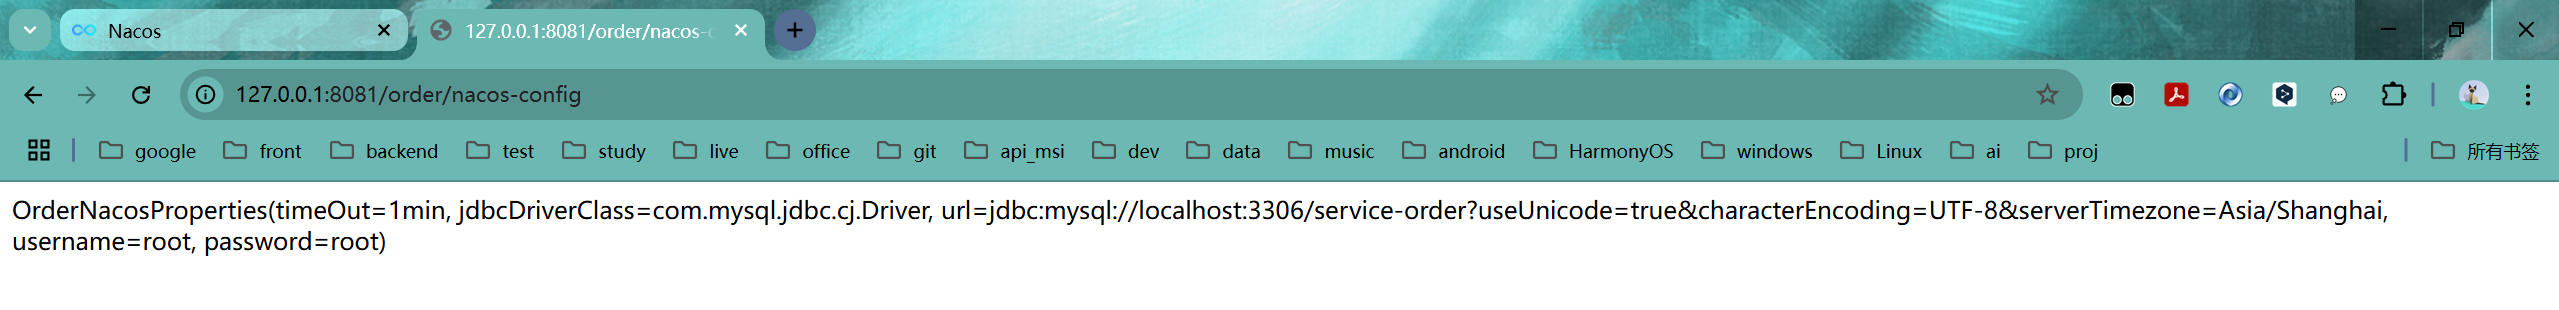 Nacos
127.0.0.1:8081/order/nacos-c
127.0.0.1:8081/order/nacos-config
google front backend test study live office git api_msi dev data music android HarmonyOS windows Linux ai proj 所有书签
OrderNacosProperties(timeOut=1min, jdbcDriverClass=com.mysql.jdbc.cj.Driver, url=jdbc:mysql://localhost:3306/service-order?useUnicode=true&characterEncoding=UTF-8&serverTimezone=Asia/Shanghai,
username=root, password=root)